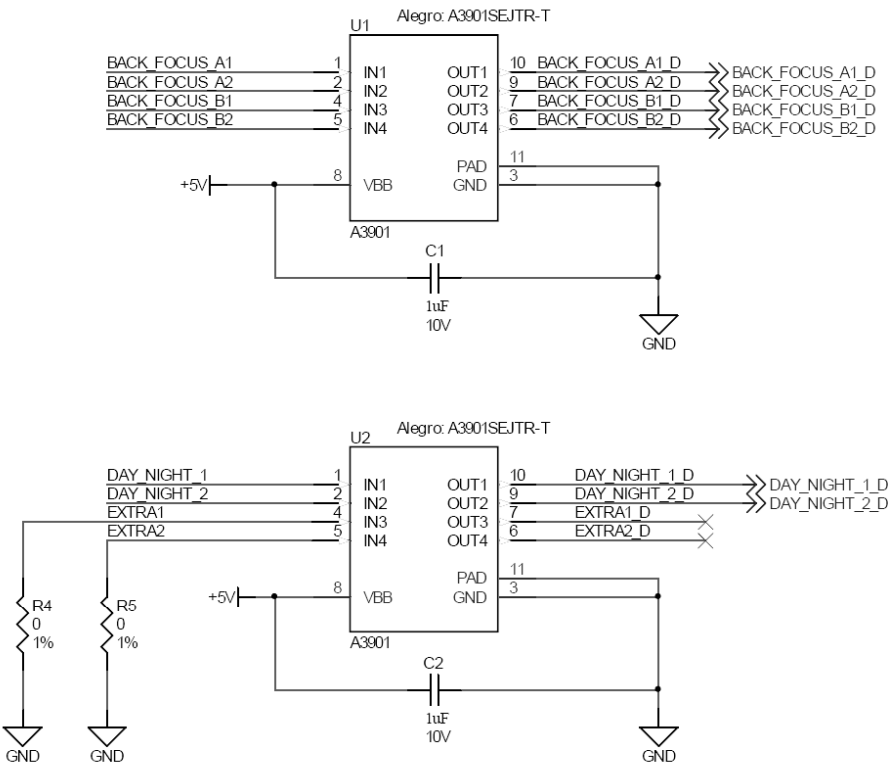 Alegro: A3901SEJTR-T
U1
BACK_FOCUS_A1 1 IN1 OUT1 10 BACK_FOCUS_A1_D BACK_FOCUS_A1_D
BACK_FOCUS_A2 2 IN2 OUT2 9 BACK_FOCUS_A2_D BACK_FOCUS_A2_D
BACK_FOCUS_B1 4 IN3 OUT3 7 BACK_FOCUS_B1_D BACK_FOCUS_B1_D
BACK_FOCUS_B2 5 IN4 OUT4 6 BACK_FOCUS_B2_D BACK_FOCUS_B2_D
PAD 11
+5V 8 VBB GND 3
A3901
C1
1uF
10V
GND
Alegro: A3901SEJTR-T
U2
DAY_NIGHT_1 1 IN1 OUT1 10 DAY_NIGHT_1_D DAY_NIGHT_1_D
DAY_NIGHT_2 2 IN2 OUT2 9 DAY_NIGHT_2_D DAY_NIGHT_2_D
EXTRA1 4 IN3 OUT3 7 EXTRA1_D
EXTRA2 5 IN4 OUT4 6 EXTRA2_D
PAD 11
+5V 8 VBB GND 3
R4 R5
0 0
1% 1%
A3901
C2
1uF
10V
GND GND GND